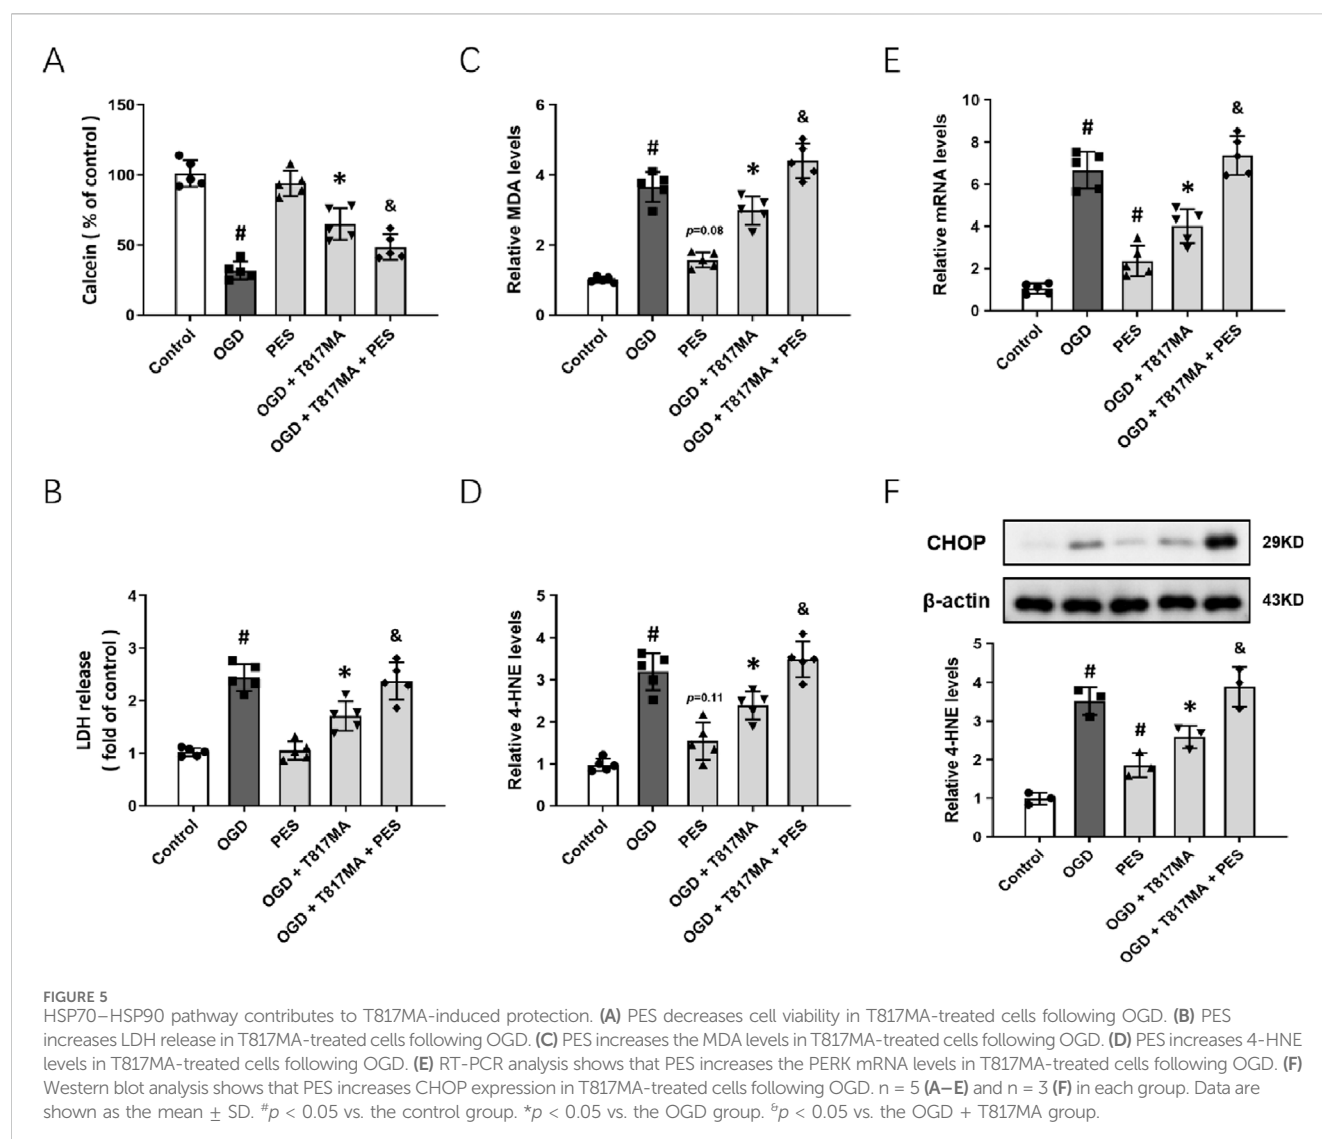 A
150
100
50
0
Calcein ( % of control )
#
*
&
Control
OGD
PES
OGD + T817MA
OGD + T817MA + PES
C
6
4
2
0
Relative MDA levels
#
p=0.08
*
&
Control
OGD
PES
OGD + T817MA
OGD + T817MA + PES
E
10
8
6
4
2
0
Relative mRNA levels
#
#
*
&
Control
OGD
PES
OGD + T817MA
OGD + T817MA + PES
B
4
3
2
1
0
LDH release
( fold of control )
#
*
&
Control
OGD
PES
OGD + T817MA
OGD + T817MA + PES
D
5
4
3
2
1
0
Relative 4-HNE levels
#
p=0.11
*
&
Control
OGD
PES
OGD + T817MA
OGD + T817MA + PES
F
CHOP
29KD
β-actin
43KD
5
4
3
2
1
0
Relative 4-HNE levels
#
#
*
&
Control
OGD
PES
OGD + T817MA
OGD + T817MA + PES
FIGURE 5
HSP70–HSP90 pathway contributes to T817MA-induced protection. (A) PES decreases cell viability in T817MA-treated cells following OGD. (B) PES
increases LDH release in T817MA-treated cells following OGD. (C) PES increases the MDA levels in T817MA-treated cells following OGD. (D) PES increases 4-HNE
levels in T817MA-treated cells following OGD. (E) RT-PCR analysis shows that PES increases the PERK mRNA levels in T817MA-treated cells following OGD. (F)
Western blot analysis shows that PES increases CHOP expression in T817MA-treated cells following OGD. n = 5 (A–E) and n = 3 (F) in each group. Data are
shown as the mean ± SD. #p < 0.05 vs. the control group. *p < 0.05 vs. the OGD group. &p < 0.05 vs. the OGD + T817MA group.